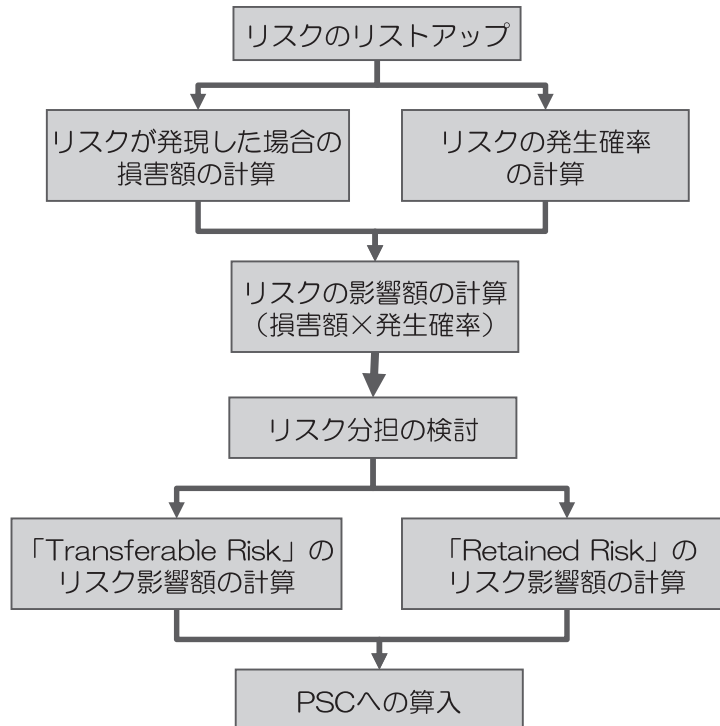 リスクのリストアップ
リスクが発現した場合の
損害額の計算
リスクの発生確率
の計算
リスクの影響額の計算
（損害額×発生確率）
リスク分担の検討
「Transferable Risk」の
リスク影響額の計算
「Retained Risk」の
リスク影響額の計算
PSCへの算入